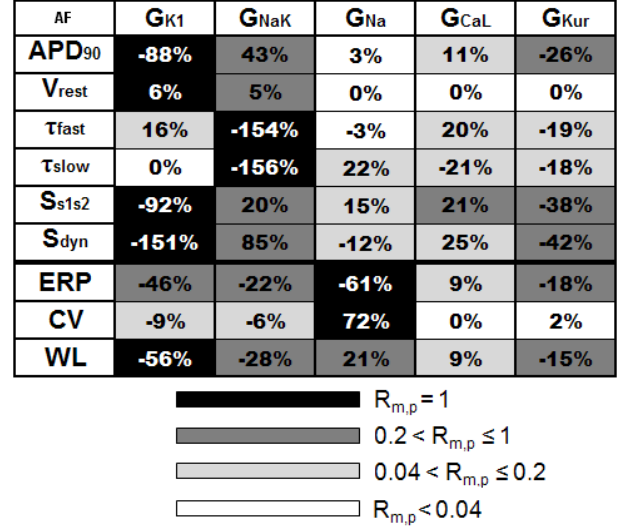 AF GK1 GNaK GNa GCaL GKur
APD90 -88% 43% 3% 11% -26%
Vrest 6% 5% 0% 0% 0%
τfast 16% -154% -3% 20% -19%
τslow 0% -156% 22% -21% -18%
Ss1s2 -92% 20% 15% 21% -38%
Sdyn -151% 85% -12% 25% -42%
ERP -46% -22% -61% 9% -18%
CV -9% -6% 72% 0% 2%
WL -56% -28% 21% 9% -15%
Rm,p = 1
0.2 < Rm,p ≤ 1
0.04 < Rm,p ≤ 0.2
Rm,p < 0.04